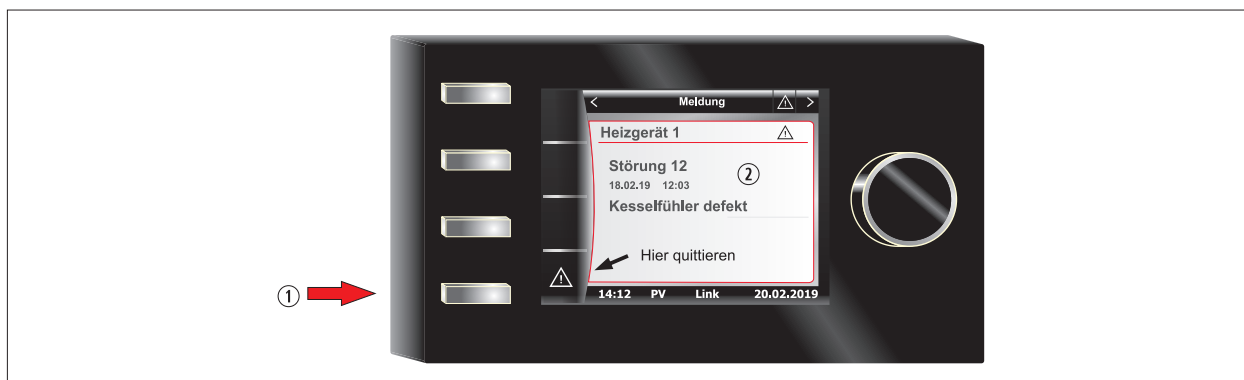 < Meldung >
Heizgerät 1
Störung 12
②
18.02.19 12:03
Kesselfühler defekt
Hier quittieren
①
14:12 PV Link 20.02.2019